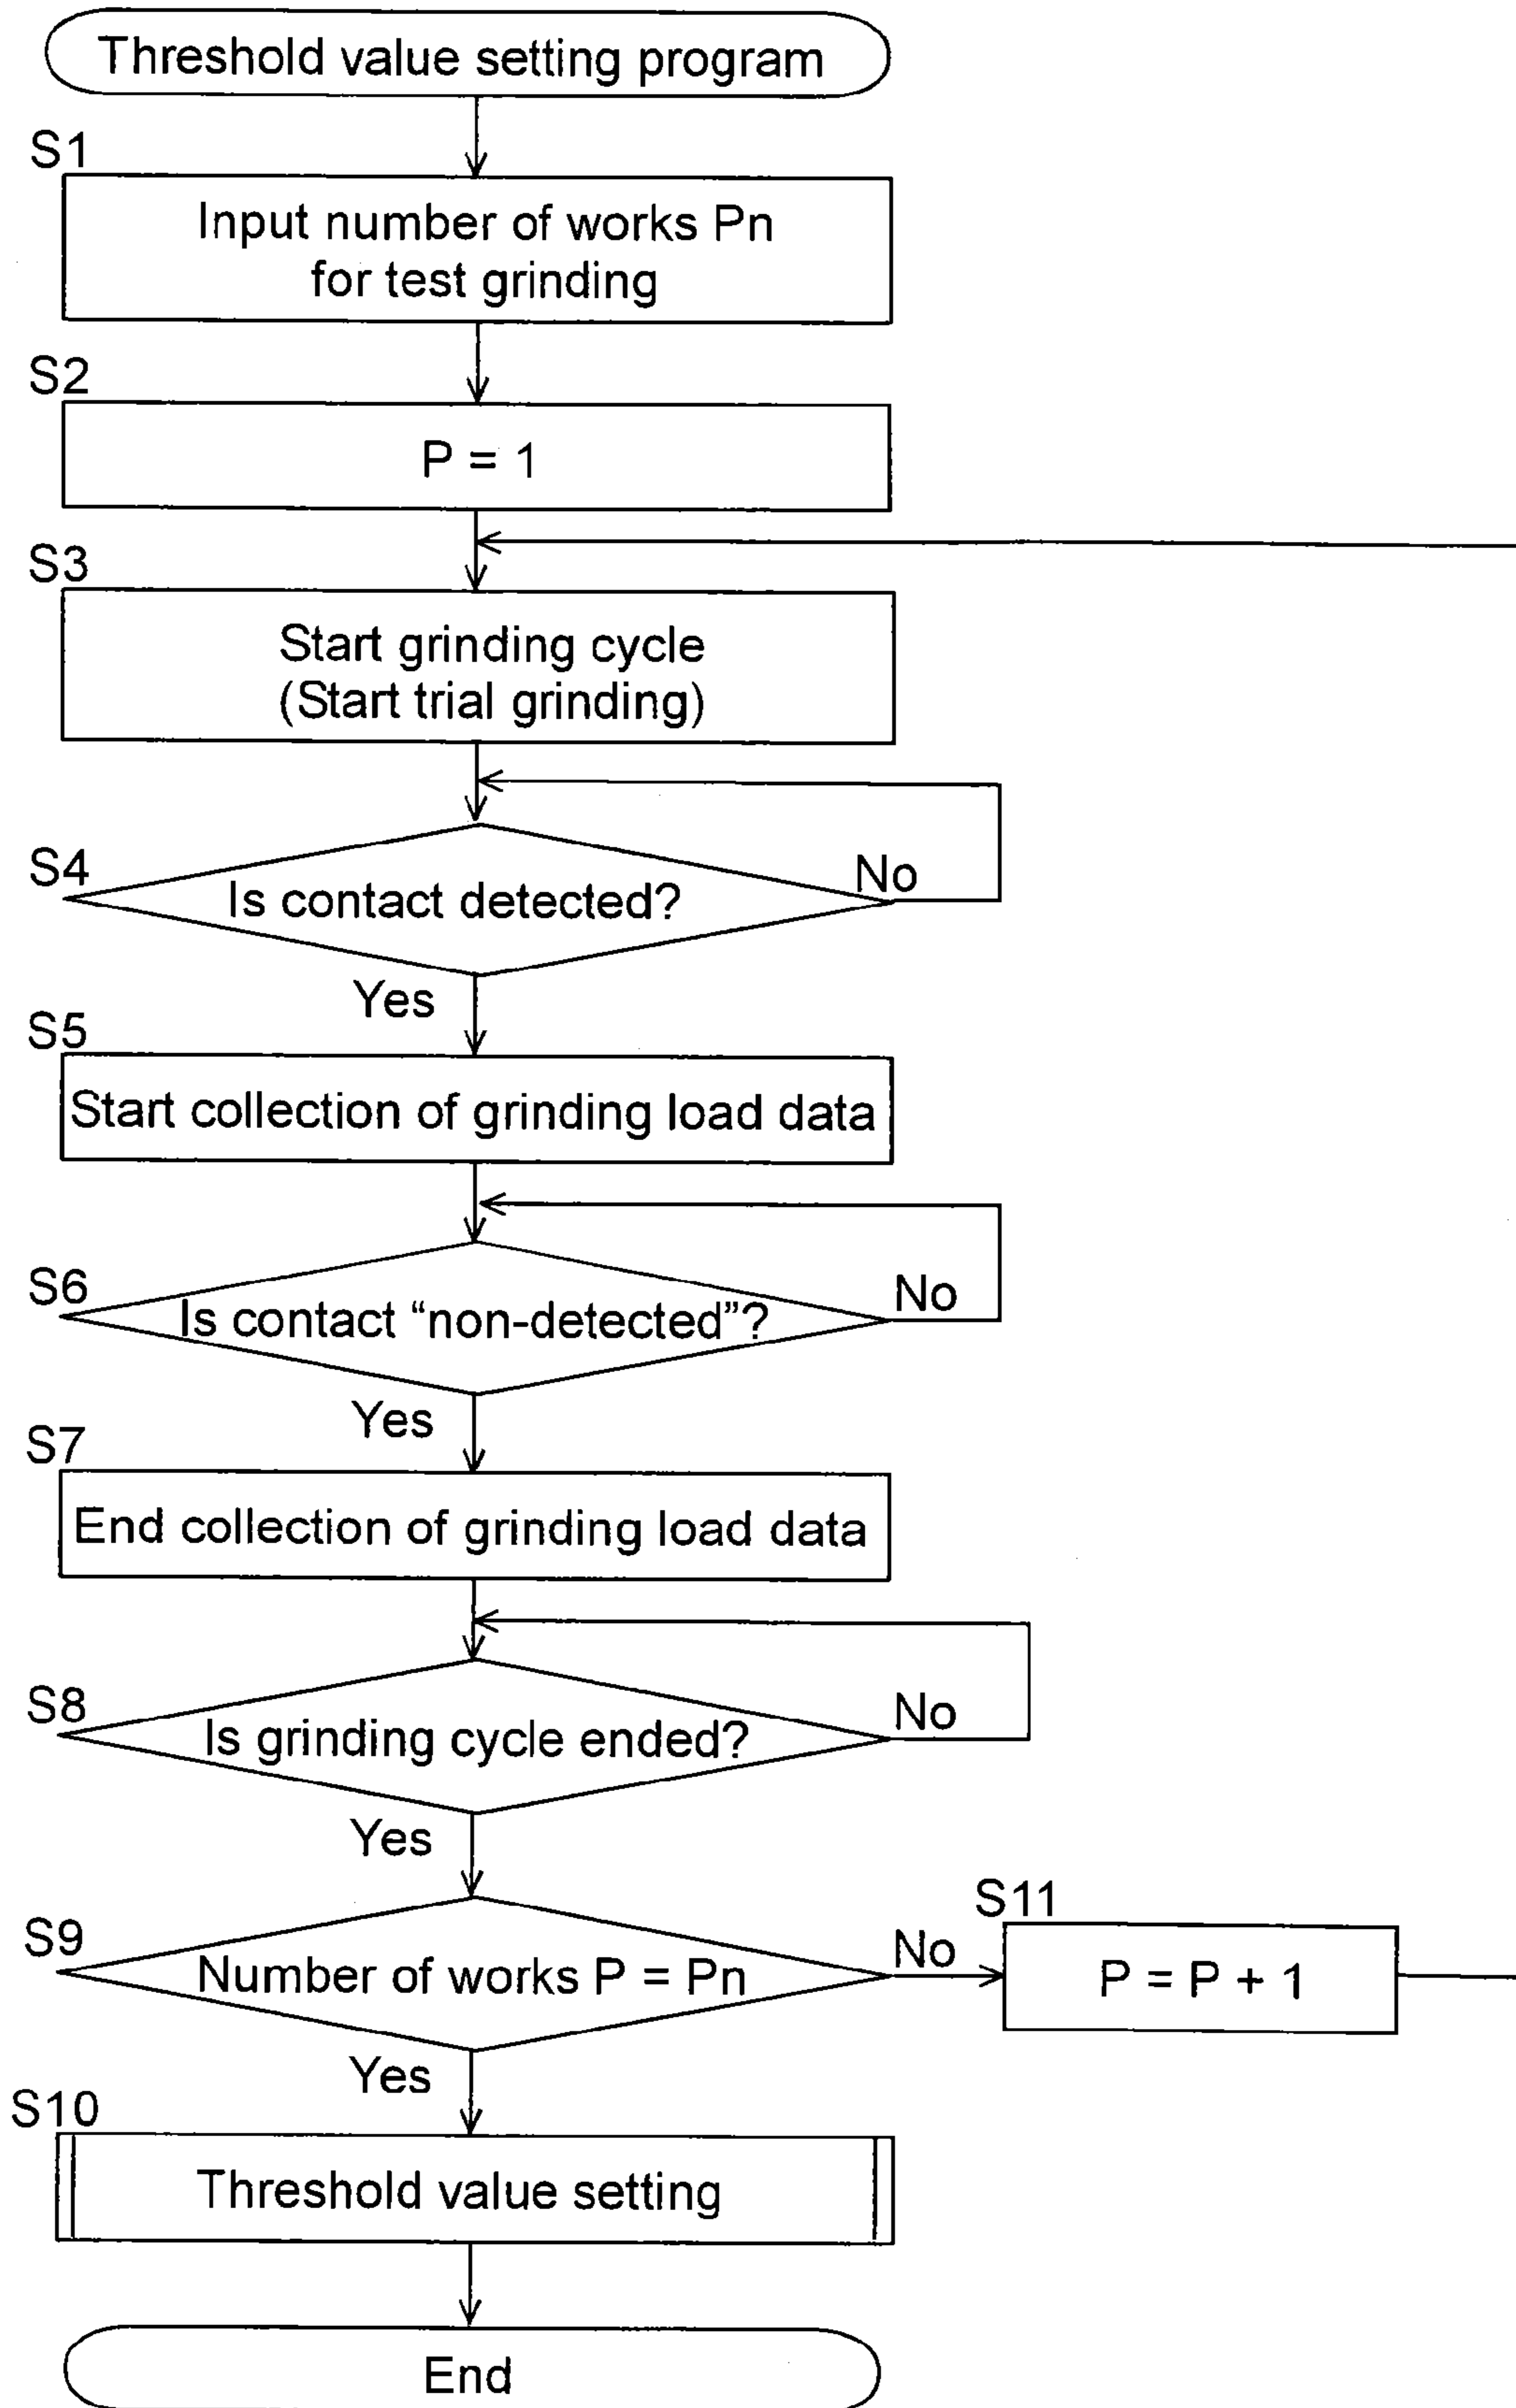 Threshold value setting program
S1
Input number of works Pn
for test grinding
S2
P = 1
S3
Start grinding cycle
(Start trial grinding)
S4
Is contact detected?
No
Yes
S5
Start collection of grinding load data
S6
Is contact “non-detected”?
No
Yes
S7
End collection of grinding load data
S8
Is grinding cycle ended?
No
Yes
S9
Number of works P = Pn
No
S11
P = P + 1
Yes
S10
Threshold value setting
End